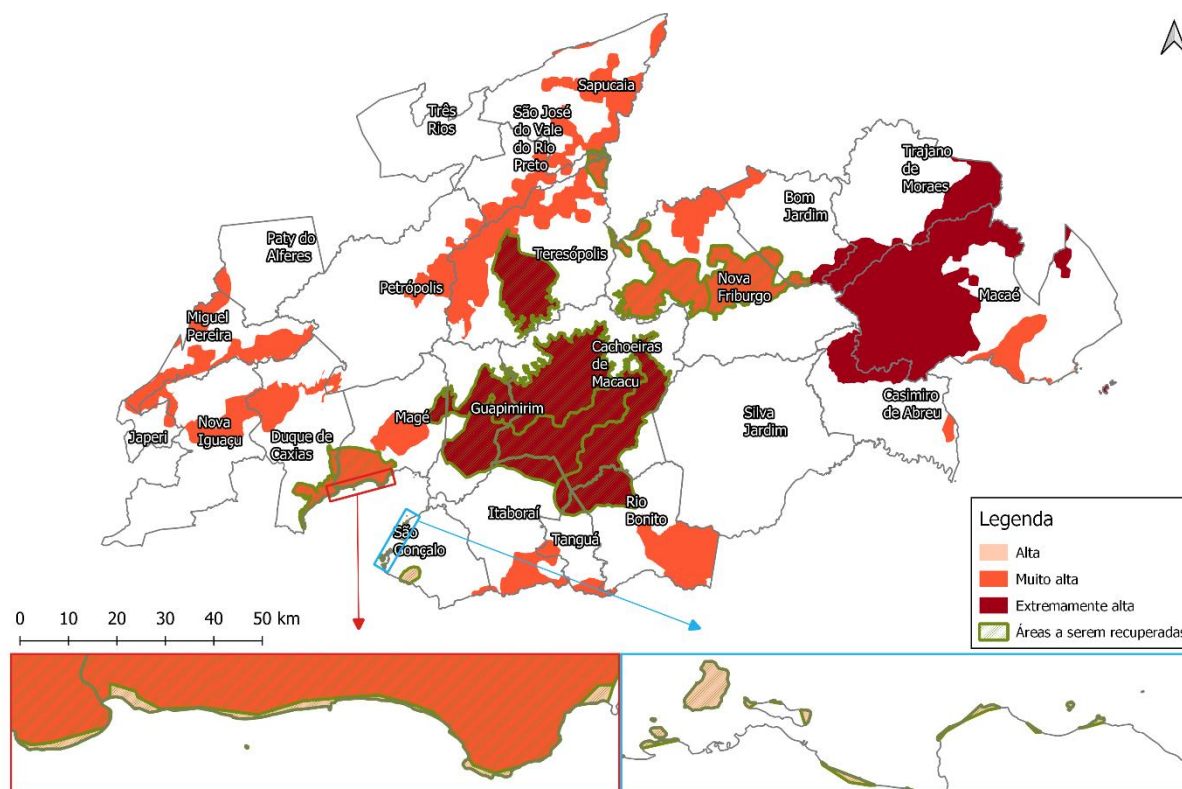 Sapucaia
Três
Rios
São José
do Vale
do Rio
Preto
Trajano
de
Moraes
Bom
Jardim
Paty do
Alferes
Teresópolis
Petrópolis
Nova
Friburgo
Macaé
Miguel
Pereira
Cachoeiras
de
Macacu
Casimiro
de Abreu
Guapimirim
Magé
Silva
Jardim
Japeri
Nova
Iguaçu
Duque de
Caxias
Itaboraí
Rio
Bonito
São
Gonçalo
Tanguá
Legenda
Alta
Muito alta
Extremamente alta
Áreas a serem recuperadas
0 10 20 30 40 50 km